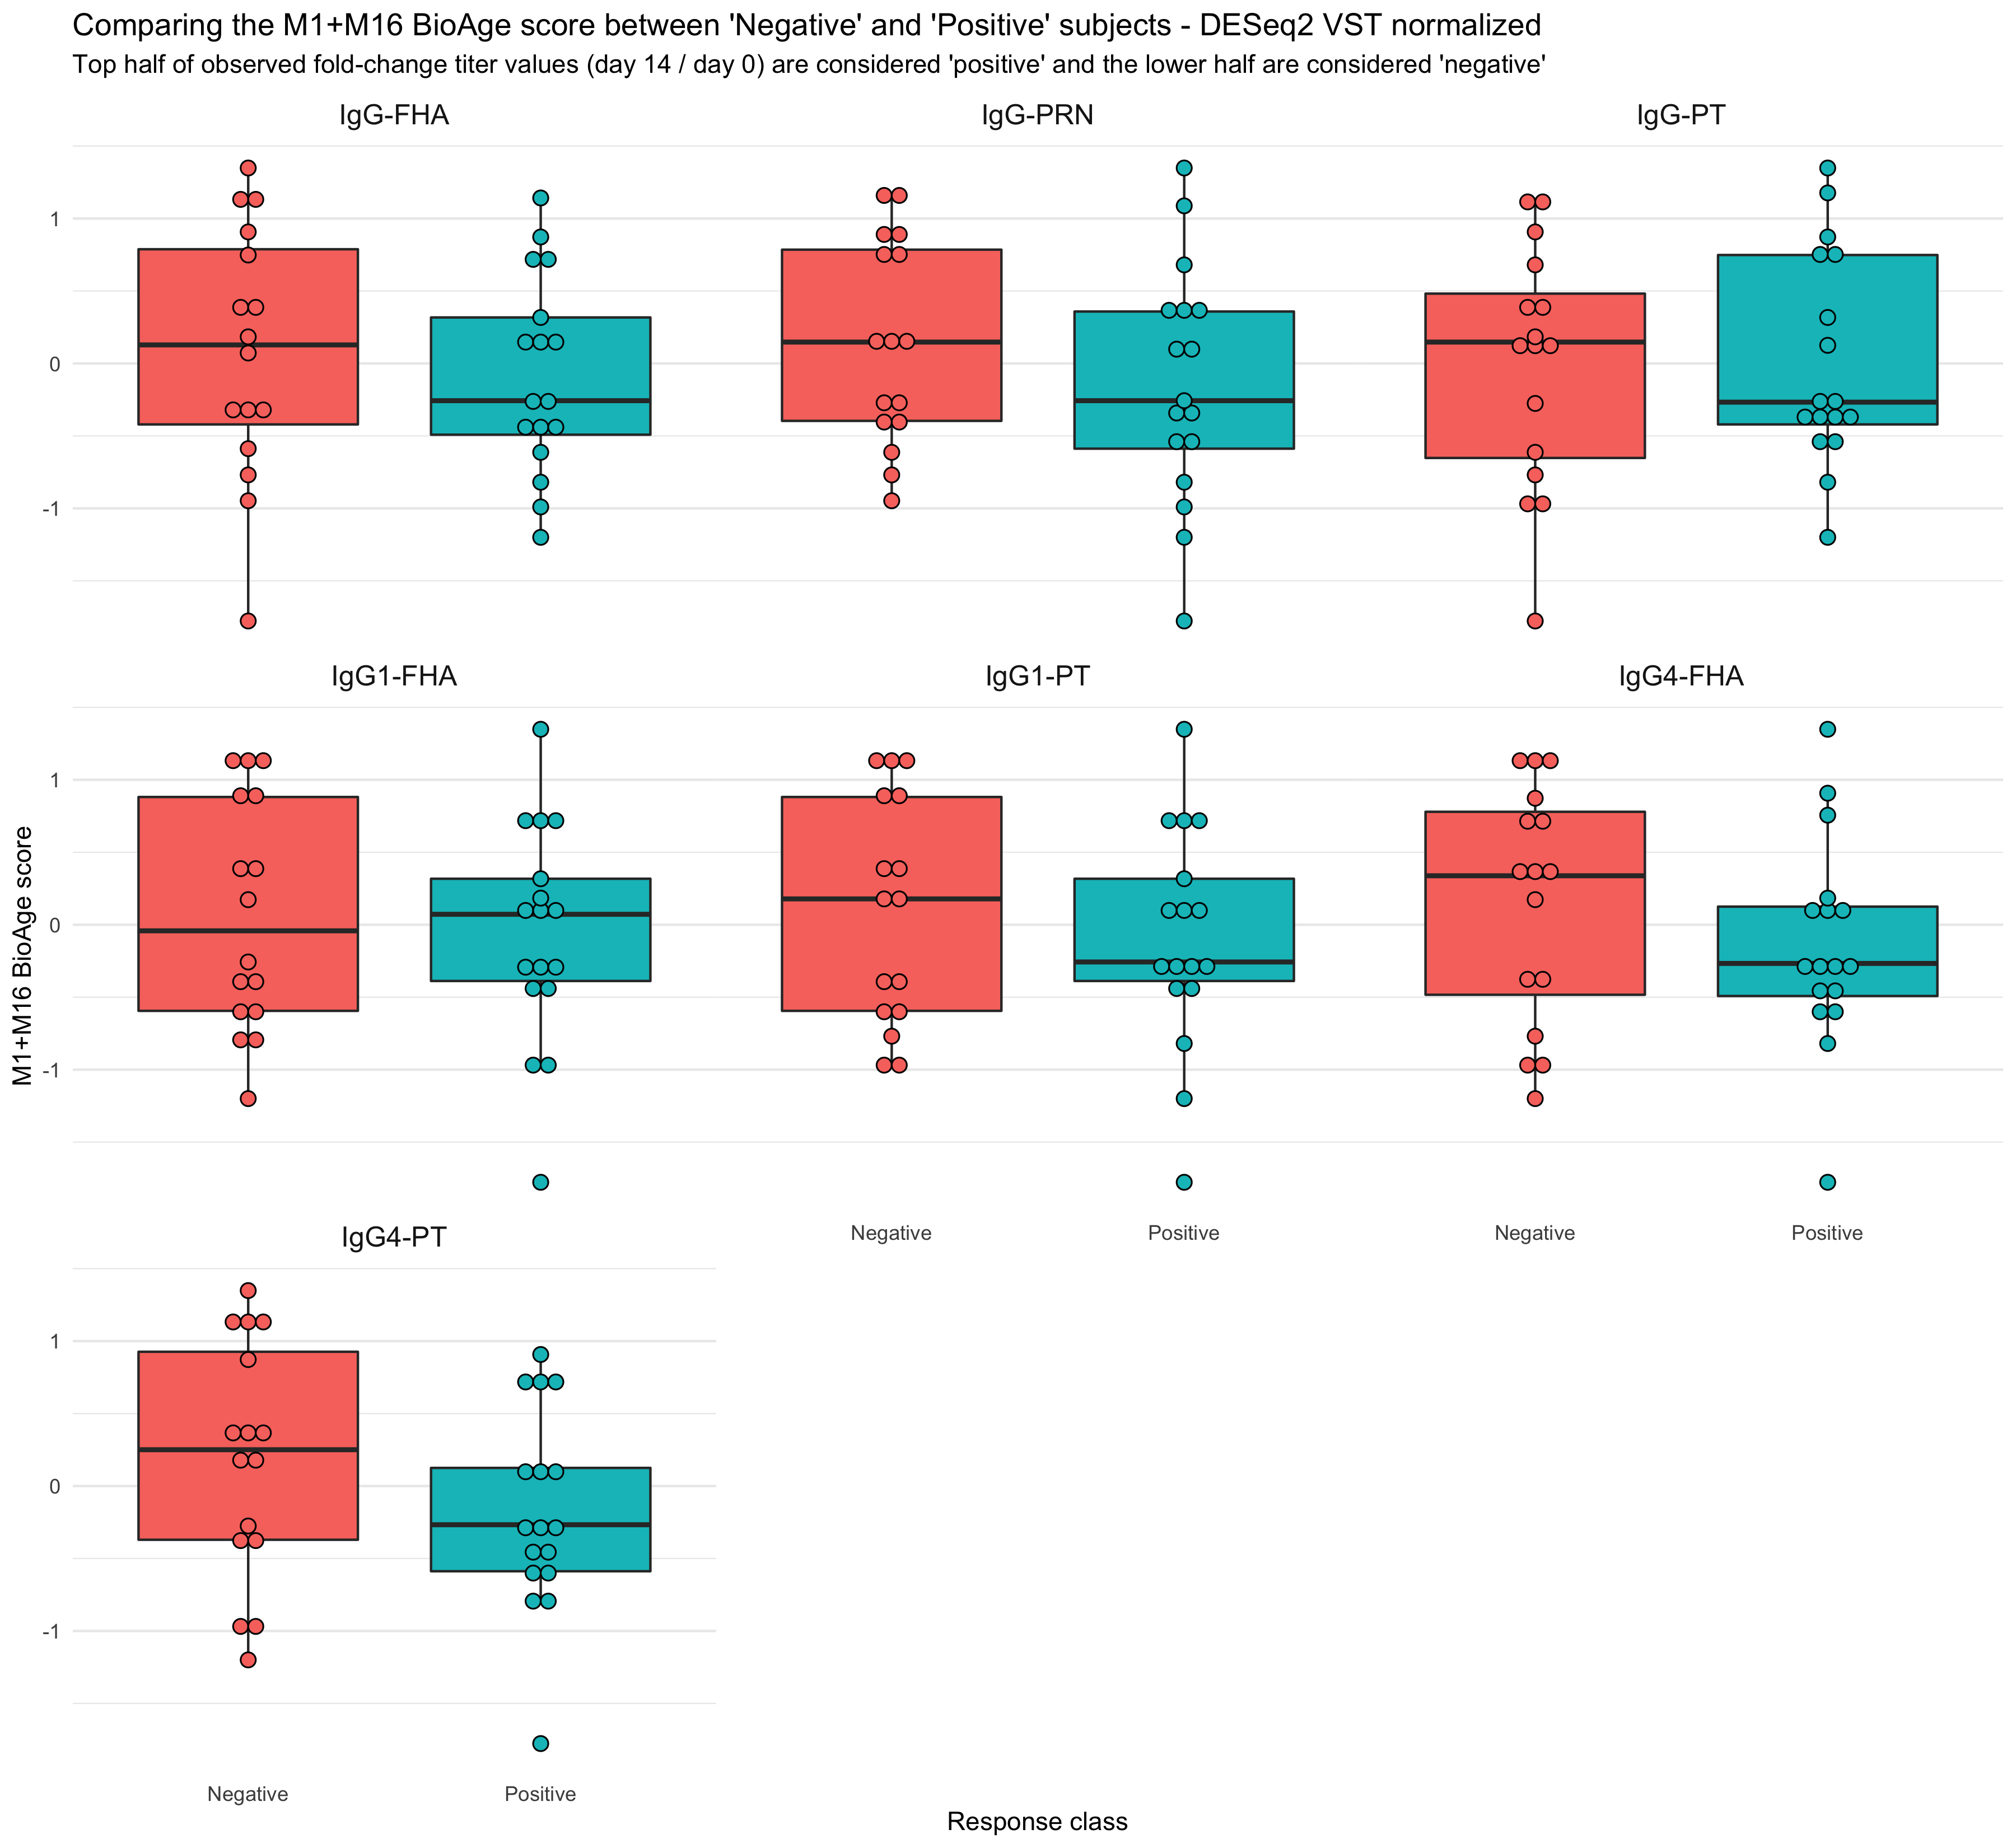 Comparing the M1+M16 BioAge score between 'Negative' and 'Positive' subjects - DESeq2 VST normalized
Top half of observed fold-change titer values (day 14 / day 0) are considered 'positive' and the lower half are considered 'negative'
IgG-FHA
IgG-PRN
IgG-PT
1
0
-1
IgG1-FHA
IgG1-PT
IgG4-FHA
1
0
-1
M1+M16 BioAge score
Negative
Positive
Negative
Positive
IgG4-PT
1
0
-1
Negative
Positive
Response class